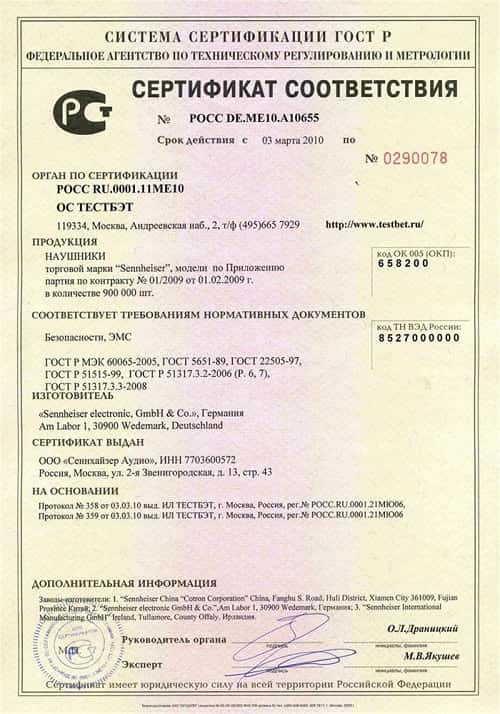 СИСТЕМА СЕРТИФИКАЦИИ ГОСТ Р
ФЕДЕРАЛЬНОЕ АГЕНТСТВО ПО ТЕХНИЧЕСКОМУ РЕГУЛИРОВАНИЮ И МЕТРОЛОГИИ
СЕРТИФИКАТ СООТВЕТСТВИЯ
№ РОСС DE.ME10.A10655
Срок действия с 03 марта 2010 по
№ 0290078
ОРГАН ПО СЕРТИФИКАЦИИ
РОСС RU.0001.11МЕ10
ОС ТЕСТБЭТ
119334, Москва, Андреевская наб., 2, т/ф (495)665 7929 http://www.testbet.ru/
ПРОДУКЦИЯ
НАУШНИКИ
торговой марки “Sennheiser”, модели по Приложению
партия по контракту № 01/2009 от 01.02.2009 г.
в количестве 900 000 шт.
код ОК 005 (ОКП):
658200
СООТВЕТСТВУЕТ ТРЕБОВАНИЯМ НОРМАТИВНЫХ ДОКУМЕНТОВ
Безопасности, ЭМС
код ТН ВЭД России:
8527000000
ГОСТ Р МЭК 60065-2005, ГОСТ 5651-89, ГОСТ 22505-97,
ГОСТ Р 51515-99, ГОСТ Р 51317.3.2-2006 (Р. 6, 7),
ГОСТ Р 51317.3.3-2008
ИЗГОТОВИТЕЛЬ
«Sennheiser electronic, GmbH & Co.», Германия
Am Labor 1, 30900 Wedemark, Deutschland
СЕРТИФИКАТ ВЫДАН
ООО «Сеннхайзер Аудио», ИНН 7703600572
Россия, Москва, ул. 2-я Звенигородская, д. 13, стр. 43
НА ОСНОВАНИИ
Протокол № 358 от 03.03.10 выд. ИЛ ТЕСТБЭТ, г. Москва, Россия, рег.№ РОСС.RU.0001.21МЮ06,
Протокол № 359 от 03.03.10 выд. ИЛ ТЕСТБЭТ, г. Москва, Россия, рег.№ РОСС.RU.0001.21МЮ06
ДОПОЛНИТЕЛЬНАЯ ИНФОРМАЦИЯ
Заводы-изготовители: 1. “Sennheiser China “Cotron Corporation” China, Fanghu S. Road, Huli District, Xiamen City 361009, Fujian
Province Китай; 2. “Sennheiser electronic GmbH & Co.”,Am Labor 1, 30900 Wedemark, Германия; 3. “Sennheiser International
Manufacturing GmbH” Ireland, Tullamore, County Offaly, Ирландия.
М.П.
Руководитель органа
подпись
О.Л.Драницкий
инициалы, фамилия
Эксперт
подпись
М.В.Якушев
инициалы, фамилия
Сертификат имеет юридическую силу на всей территории Российской Федерации